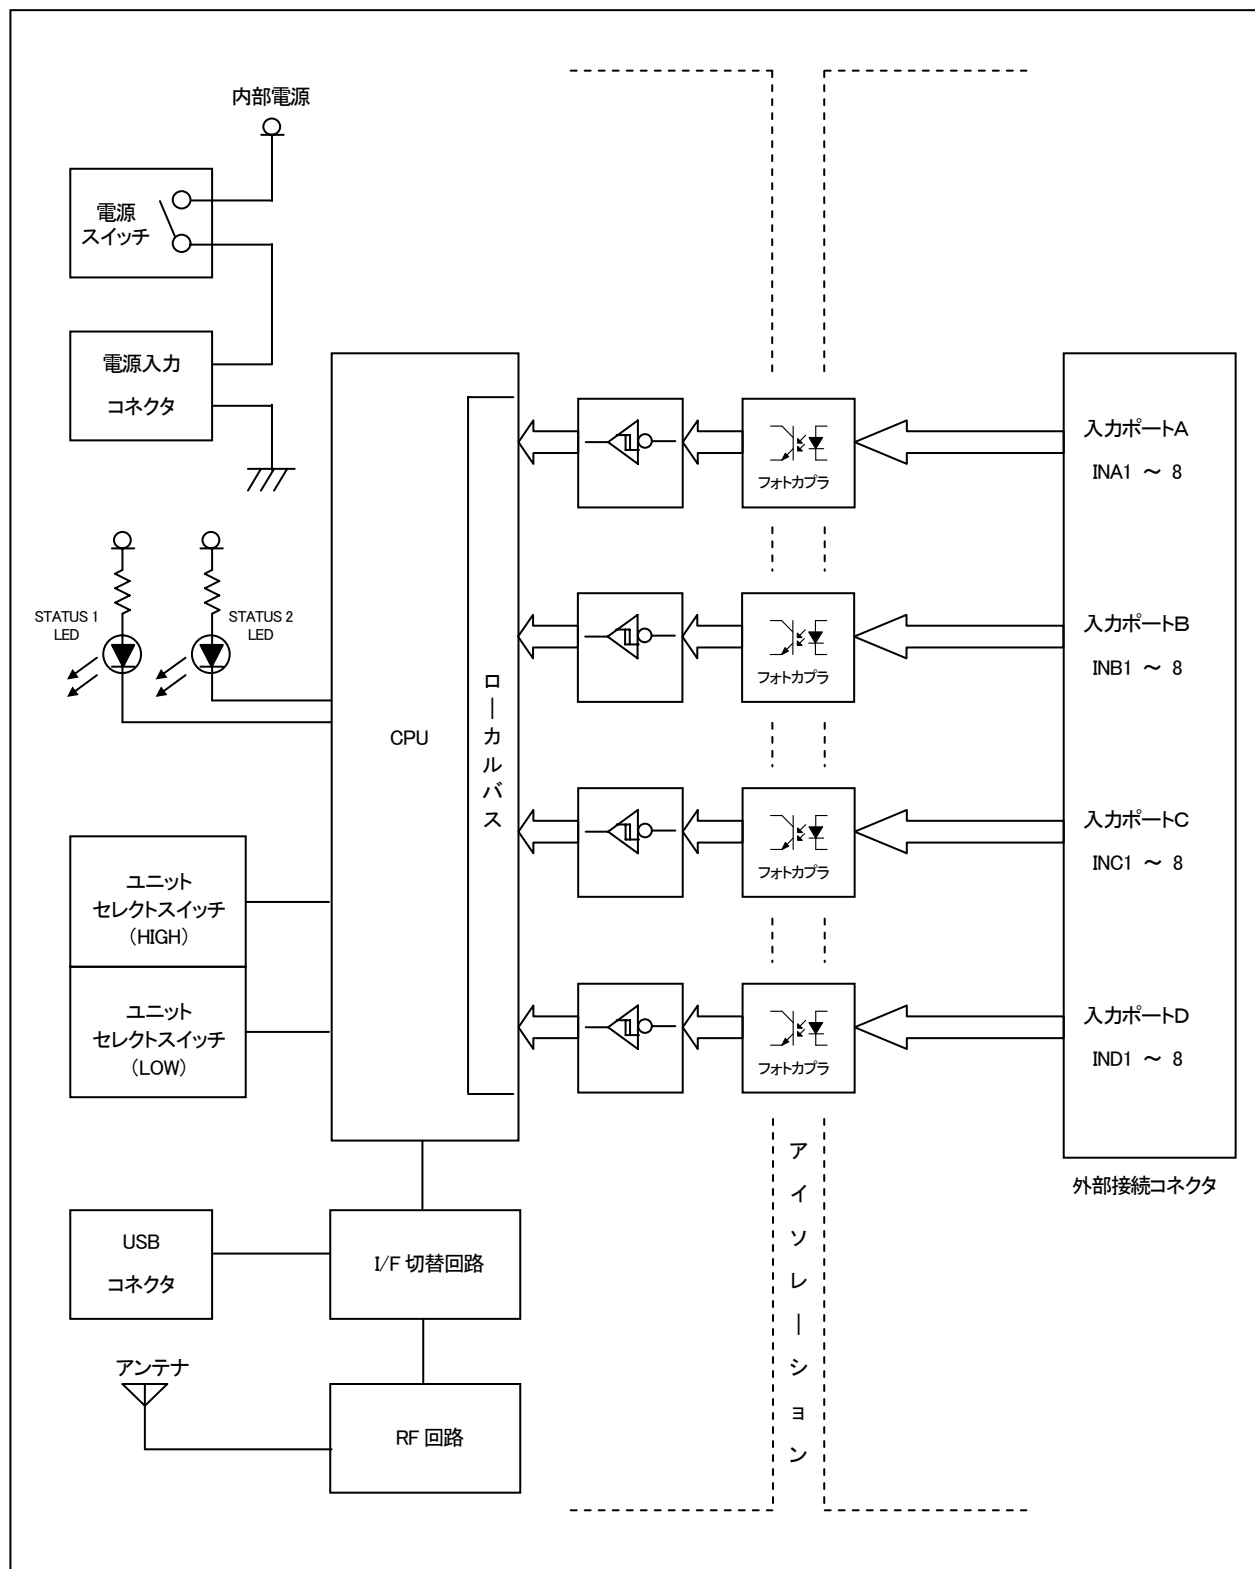 内部電源
電源
スイッチ
電源入力
コネクタ
STATUS 1
LED
STATUS 2
LED
CPU
ローカルバス
フォトカプラ
入力ポートA
INA1 ～ 8
フォトカプラ
入力ポートB
INB1 ～ 8
フォトカプラ
入力ポートC
INC1 ～ 8
フォトカプラ
入力ポートD
IND1 ～ 8
外部接続コネクタ
ユニット
セレクトスイッチ
(HIGH)
ユニット
セレクトスイッチ
(LOW)
USB
コネクタ
I/F 切替回路
アンテナ
RF 回路
アイソレーション